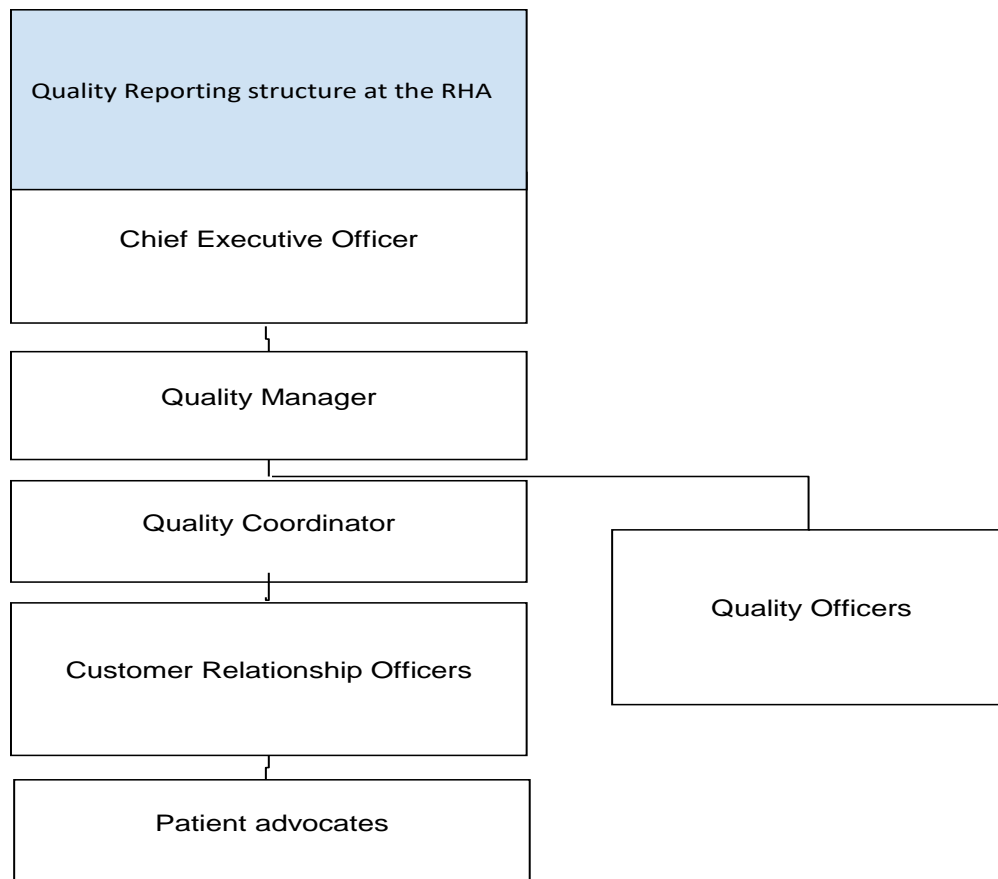 Quality Reporting structure at the RHA
Chief Executive Officer
Quality Manager
Quality Coordinator
Quality Officers
Customer Relationship Officers
Patient advocates